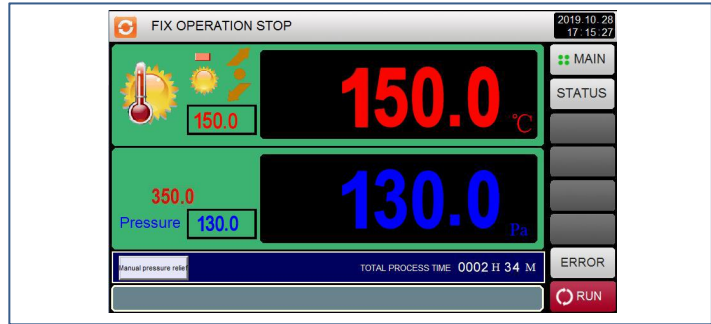 FIX OPERATION STOP
2019.10.28
17:15:27
MAIN
STATUS
150.0
150.0 ℃
350.0
Pressure 130.0
130.0 Pa
Manual pressure relief
TOTAL PROCESS TIME 0002 H 34 M
ERROR
RUN